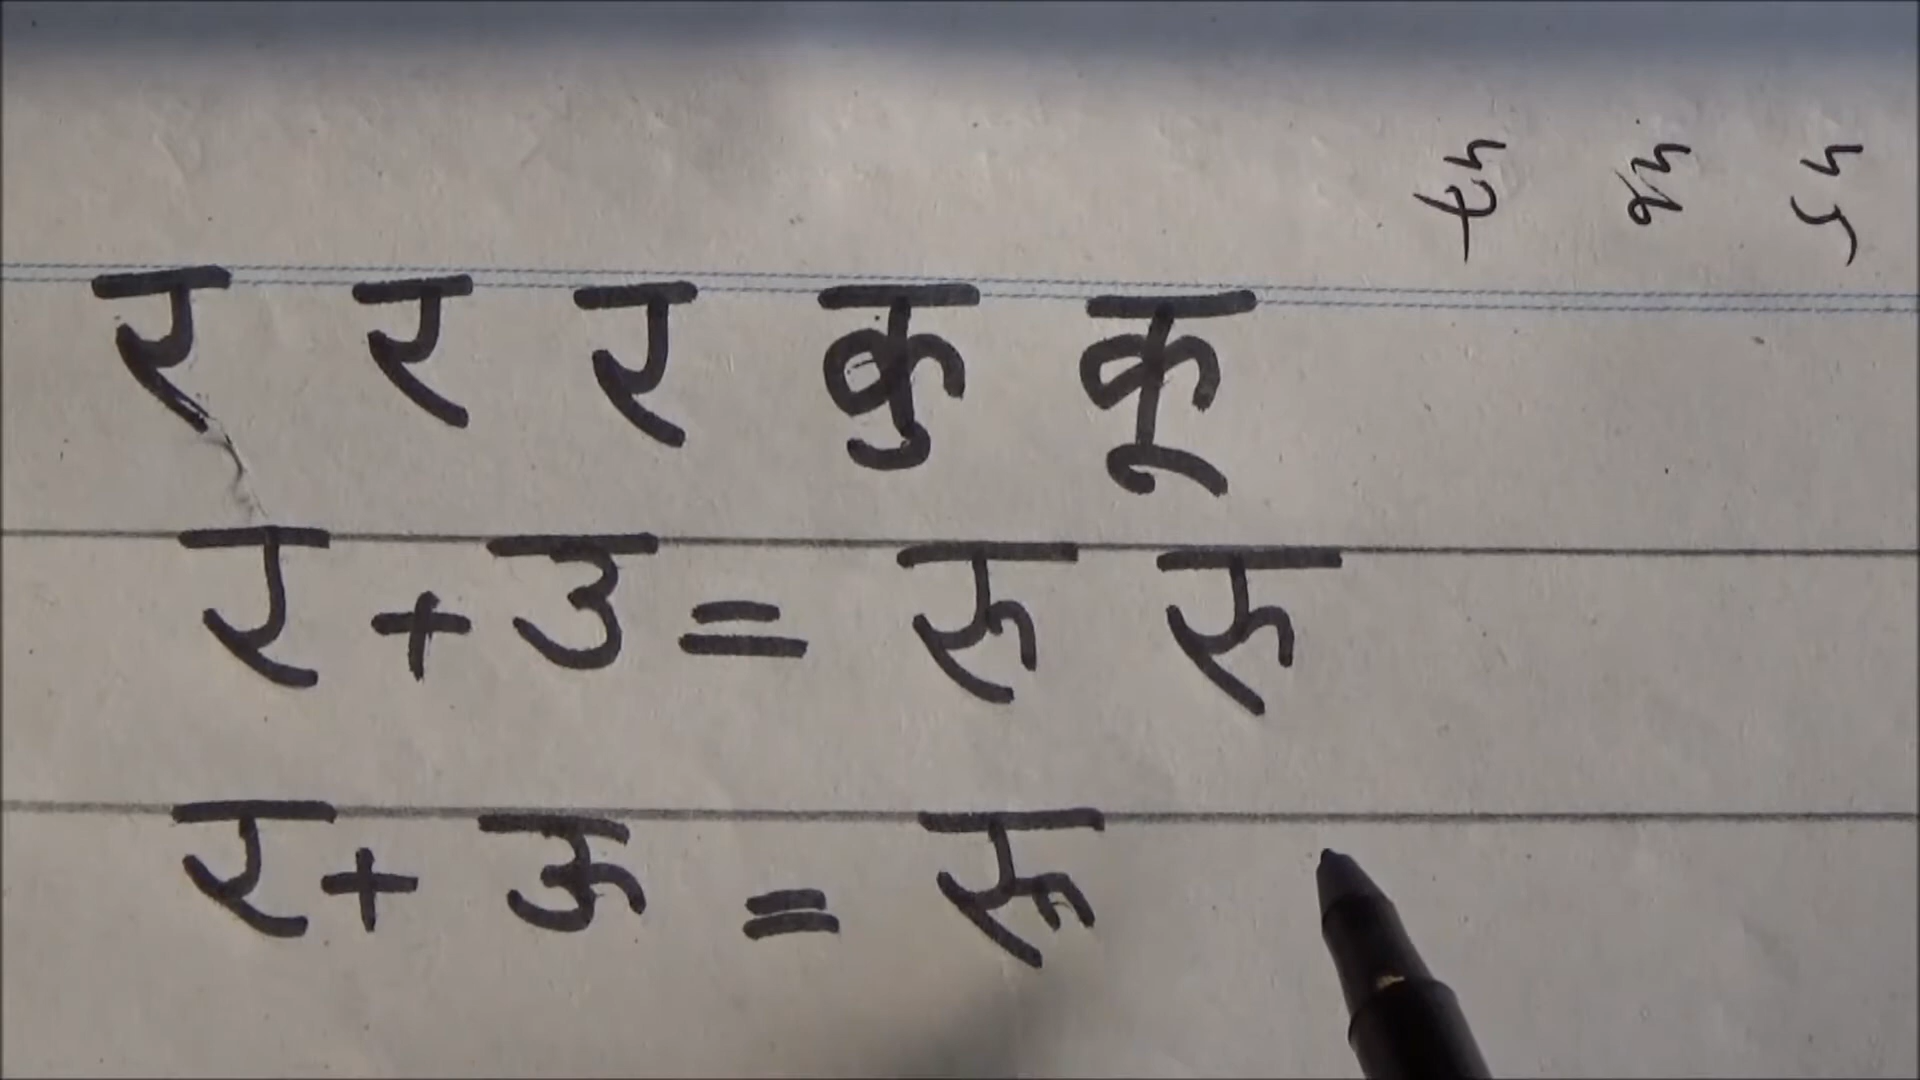 र र र कु कू
र + उ = रु रु
र + ऊ = रू